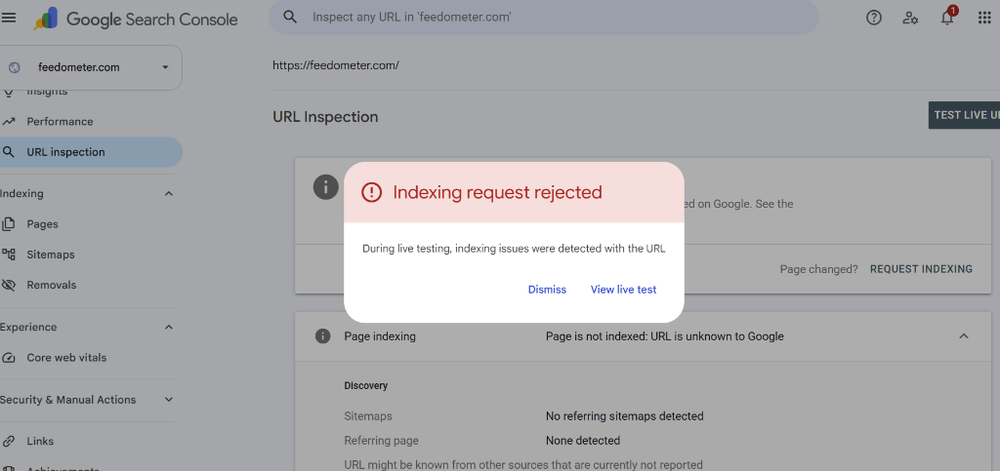 Google Search Console
Inspect any URL in 'feedometer.com'
1
feedometer.com
https://feedometer.com/
Insights
Performance
URL inspection
Indexing
Pages
Sitemaps
Removals
Experience
Core web vitals
Security & Manual Actions
Links
Achievements
URL Inspection
TEST LIVE U
ed on Google. See the
Page changed? REQUEST INDEXING
Indexing request rejected
During live testing, indexing issues were detected with the URL
Dismiss View live test
Page indexing Page is not indexed: URL is unknown to Google
Discovery
Sitemaps No referring sitemaps detected
Referring page None detected
URL might be known from other sources that are currently not reported